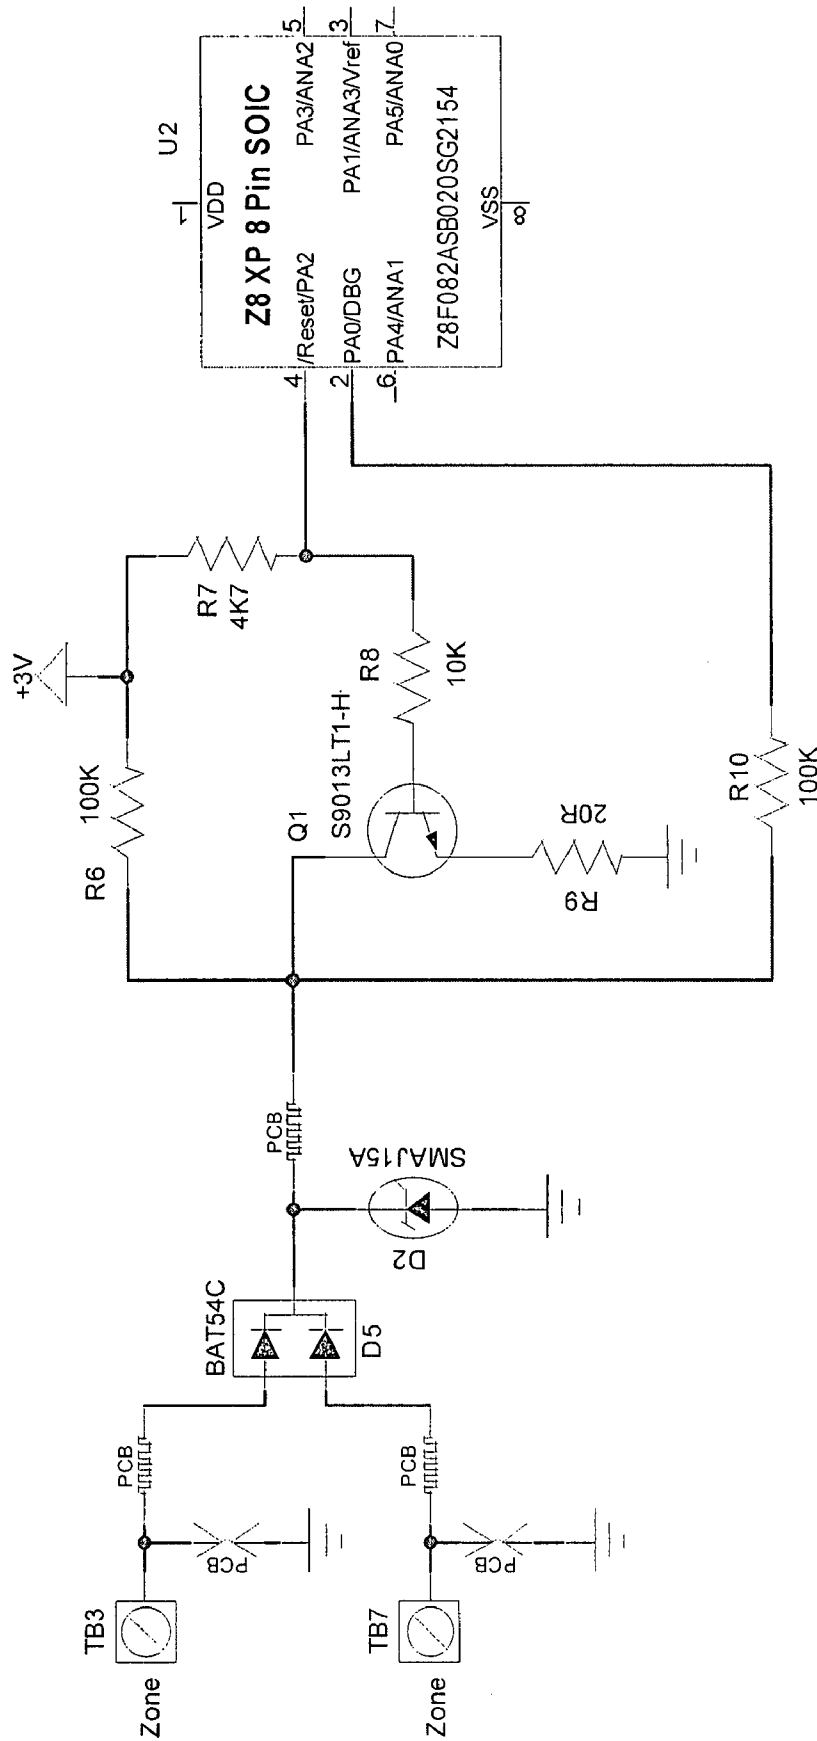 Zone
TB3
PCB
PCB
Zone
TB7
PCB
PCB
BAT54C
D5
D2
SMAJ15A
PCB
R6
100K
+3V
R7
4K7
Q1
S9013LT1-H
R8
10K
R9
20R
R10
100K
U2
1
VDD
Z8 XP 8 Pin SOIC
4
/Reset/PA2
PA3/ANA2
5
2
PA0/DBG
PA1/ANA3/Vref
3
6
PA4/ANA1
PA5/ANA0
7
Z8F082ASB020SG2154
VSS
8